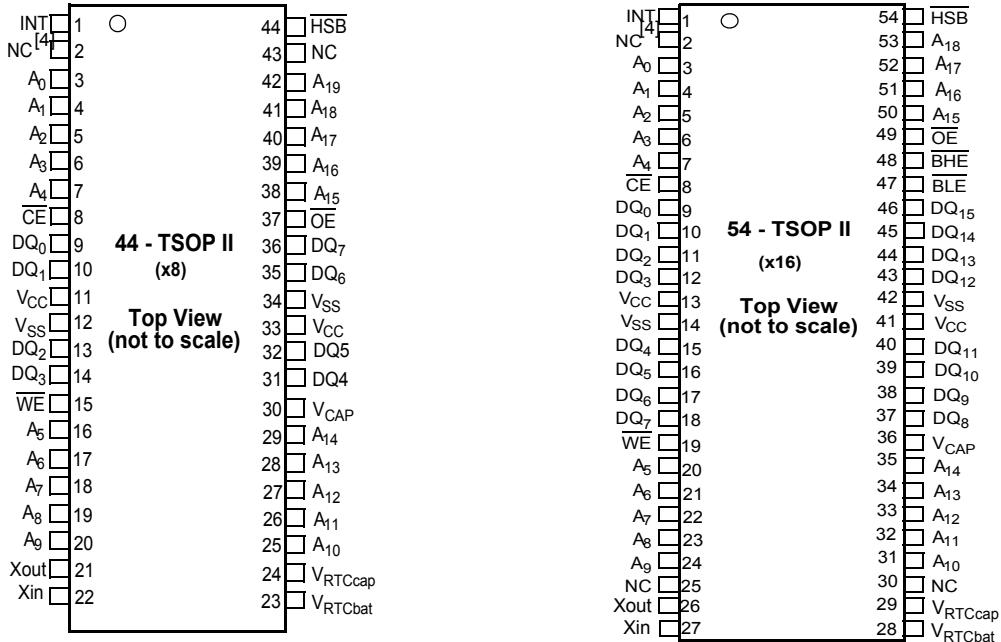 INT 1 44 HSB
NC [4] 2 43 NC
A0 3 42 A19
A1 4 41 A18
A2 5 40 A17
A3 6 39 A16
A4 7 38 A15
CE 8 37 OE
DQ0 9 36 DQ7
DQ1 10 35 DQ6
VCC 11 34 VSS
VSS 12 33 VCC
DQ2 13 32 DQ5
DQ3 14 31 DQ4
WE 15 30 VCAP
A5 16 29 A14
A6 17 28 A13
A7 18 27 A12
A8 19 26 A11
A9 20 25 A10
Xout 21 24 VRTCcap
Xin 22 23 VRTCbat
44 - TSOP II
(x8)
Top View
(not to scale)
INT 1 54 HSB
NC [4] 2 53 A18
A0 3 52 A17
A1 4 51 A16
A2 5 50 A15
A3 6 49 OE
A4 7 48 BHE
CE 8 47 BLE
DQ0 9 46 DQ15
DQ1 10 45 DQ14
DQ2 11 44 DQ13
DQ3 12 43 DQ12
VCC 13 42 VSS
VSS 14 41 VCC
DQ4 15 40 DQ11
DQ5 16 39 DQ10
DQ6 17 38 DQ9
DQ7 18 37 DQ8
WE 19 36 VCAP
A5 20 35 A14
A6 21 34 A13
A7 22 33 A12
A8 23 32 A11
A9 24 31 A10
NC 25 30 NC
Xout 26 29 VRTCcap
Xin 27 28 VRTCbat
54 - TSOP II
(x16)
Top View
(not to scale)